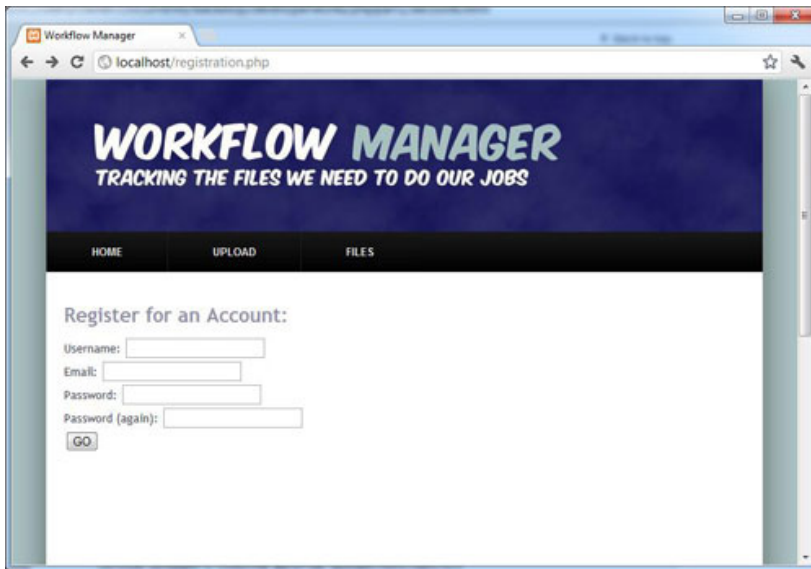 Workflow Manager
localhost/registration.php
WORKFLOW MANAGER
TRACKING THE FILES WE NEED TO DO OUR JOBS
HOME UPLOAD FILES
Register for an Account:
Username:
Email:
Password:
Password (again):
GO